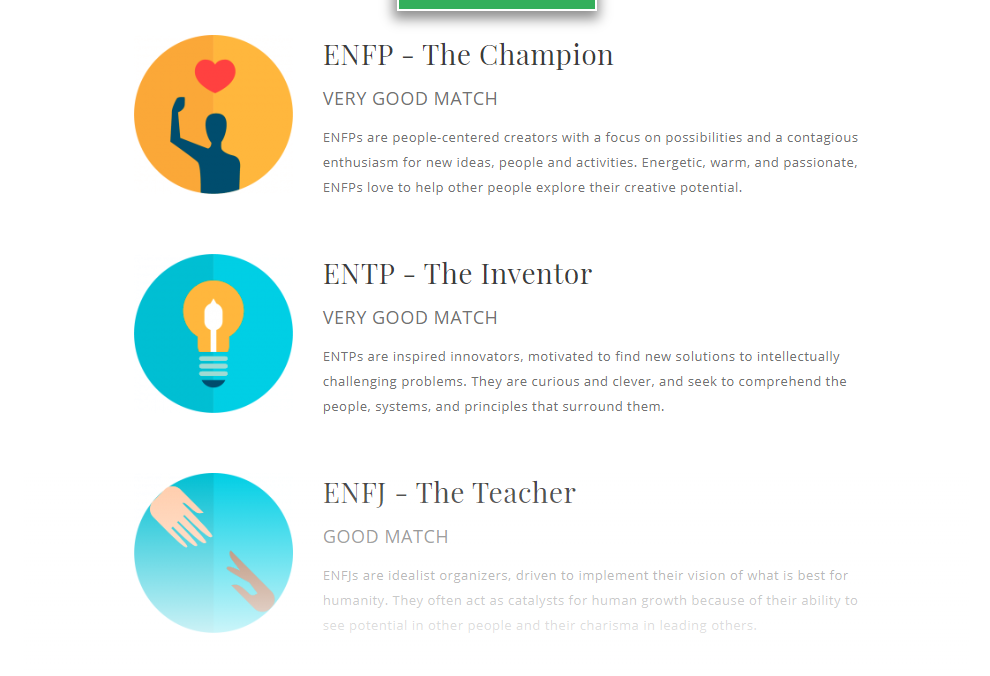 ENFP - The Champion
VERY GOOD MATCH
ENFPs are people-centered creators with a focus on possibilities and a contagious
enthusiasm for new ideas, people and activities. Energetic, warm, and passionate,
ENFPs love to help other people explore their creative potential.
ENTP - The Inventor
VERY GOOD MATCH
ENTPs are inspired innovators, motivated to find new solutions to intellectually
challenging problems. They are curious and clever, and seek to comprehend the
people, systems, and principles that surround them.
ENFJ - The Teacher
GOOD MATCH
ENFJs are idealist organizers, driven to implement their vision of what is best for
humanity. They often act as catalysts for human growth because of their ability to
see potential in other people and their charisma in leading others.